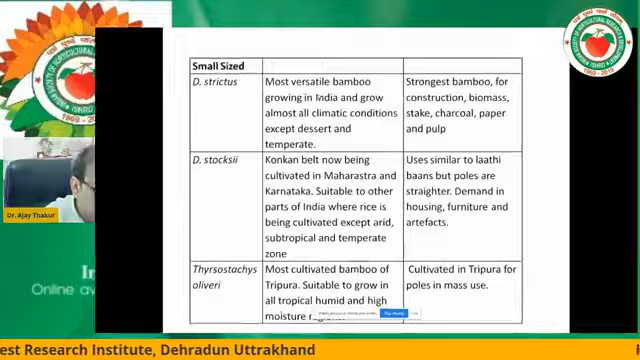 Small Sized
D. strictus
Most versatile bamboo
growing in India and grow
almost all climatic conditions
except dessert and
temperate.
Strongest bamboo, for
construction, biomass,
stake, charcoal, paper
and pulp
D. stocksii
Konkan belt now being
cultivated in Maharastra and
Karnataka. Suitable to other
parts of India where rice is
being cultivated except arid,
subtropical and temperate
zone
Uses similar to laathi
baans but poles are
straighter. Demand in
housing, furniture and
artefacts.
Thyrsostachys
oliveri
Most cultivated bamboo of
Tripura. Suitable to grow in
all tropical humid and high
moisture
Cultivated in Tripura for
poles in mass use.
Dr. Ajay Thakur
In
Online
1969 - 2019
est Research Institute, Dehradun Uttrakhand